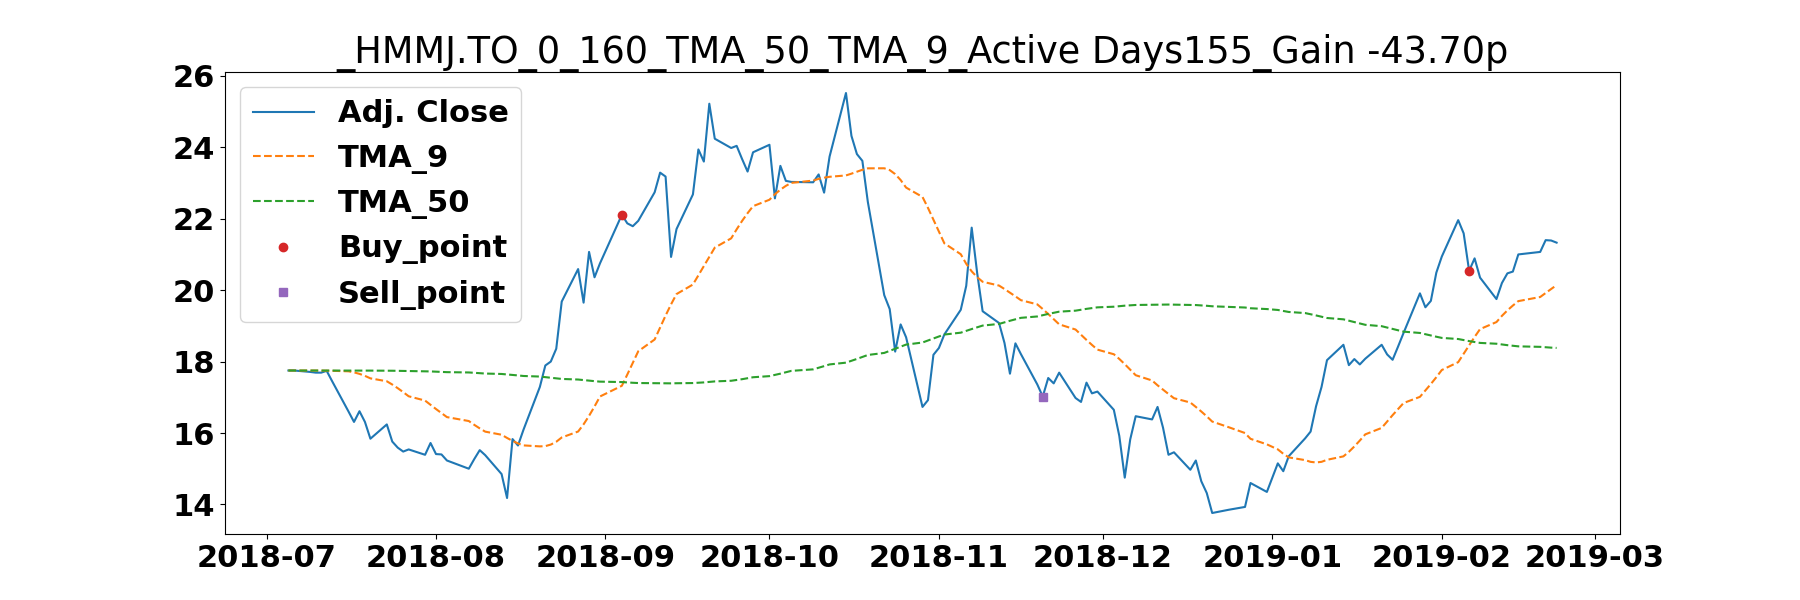 _HMMJ.TO_0_160_TMA_50_TMA_9_Active Days155_Gain -43.70p
26
24
22
20
18
16
14
Adj. Close
TMA_9
TMA_50
Buy_point
Sell_point
2018-07 2018-08 2018-09 2018-10 2018-11 2018-12 2019-01 2019-02 2019-03